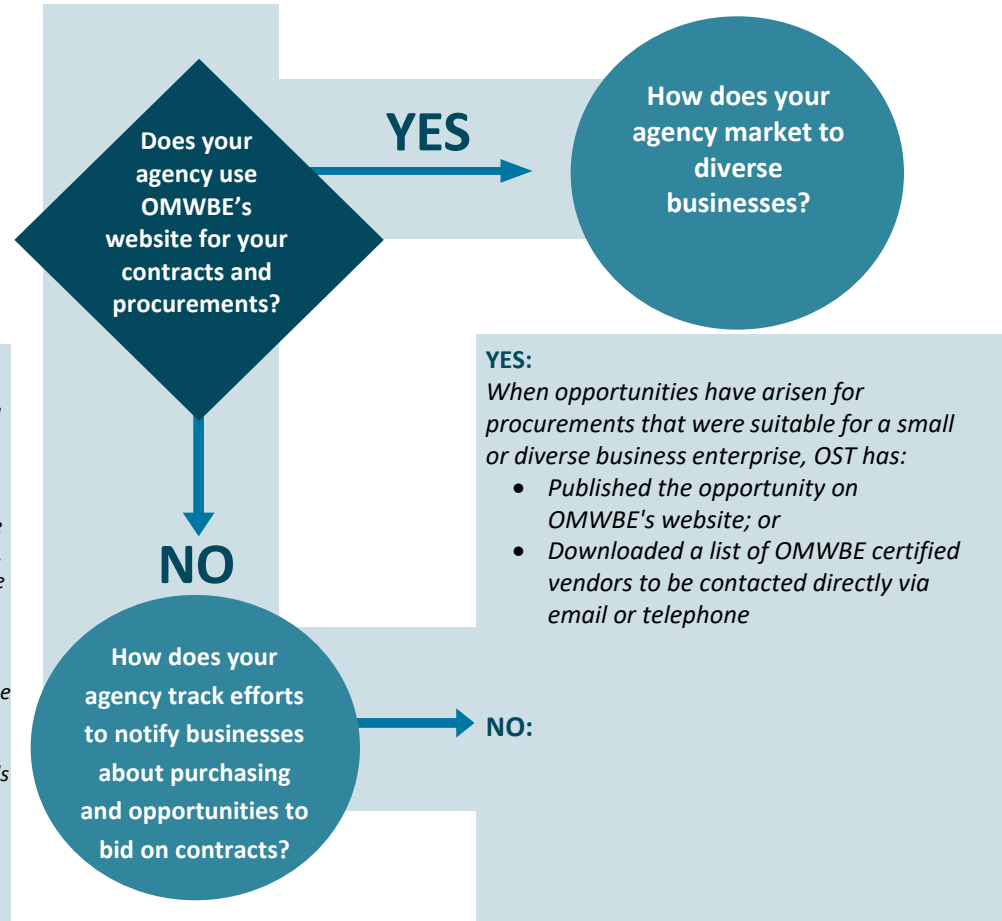 Does your
agency use
OMWBE’s
website for your
contracts and
procurements?
YES
How does your
agency market to
diverse
businesses?
YES:
When opportunities have arisen for
procurements that were suitable for a small
or diverse business enterprise, OST has:
• Published the opportunity on
OMWBE's website; or
• Downloaded a list of OMWBE certified
vendors to be contacted directly via
email or telephone
NO
How does your
agency track efforts
to notify businesses
about purchasing
and opportunities to
bid on contracts?
NO: